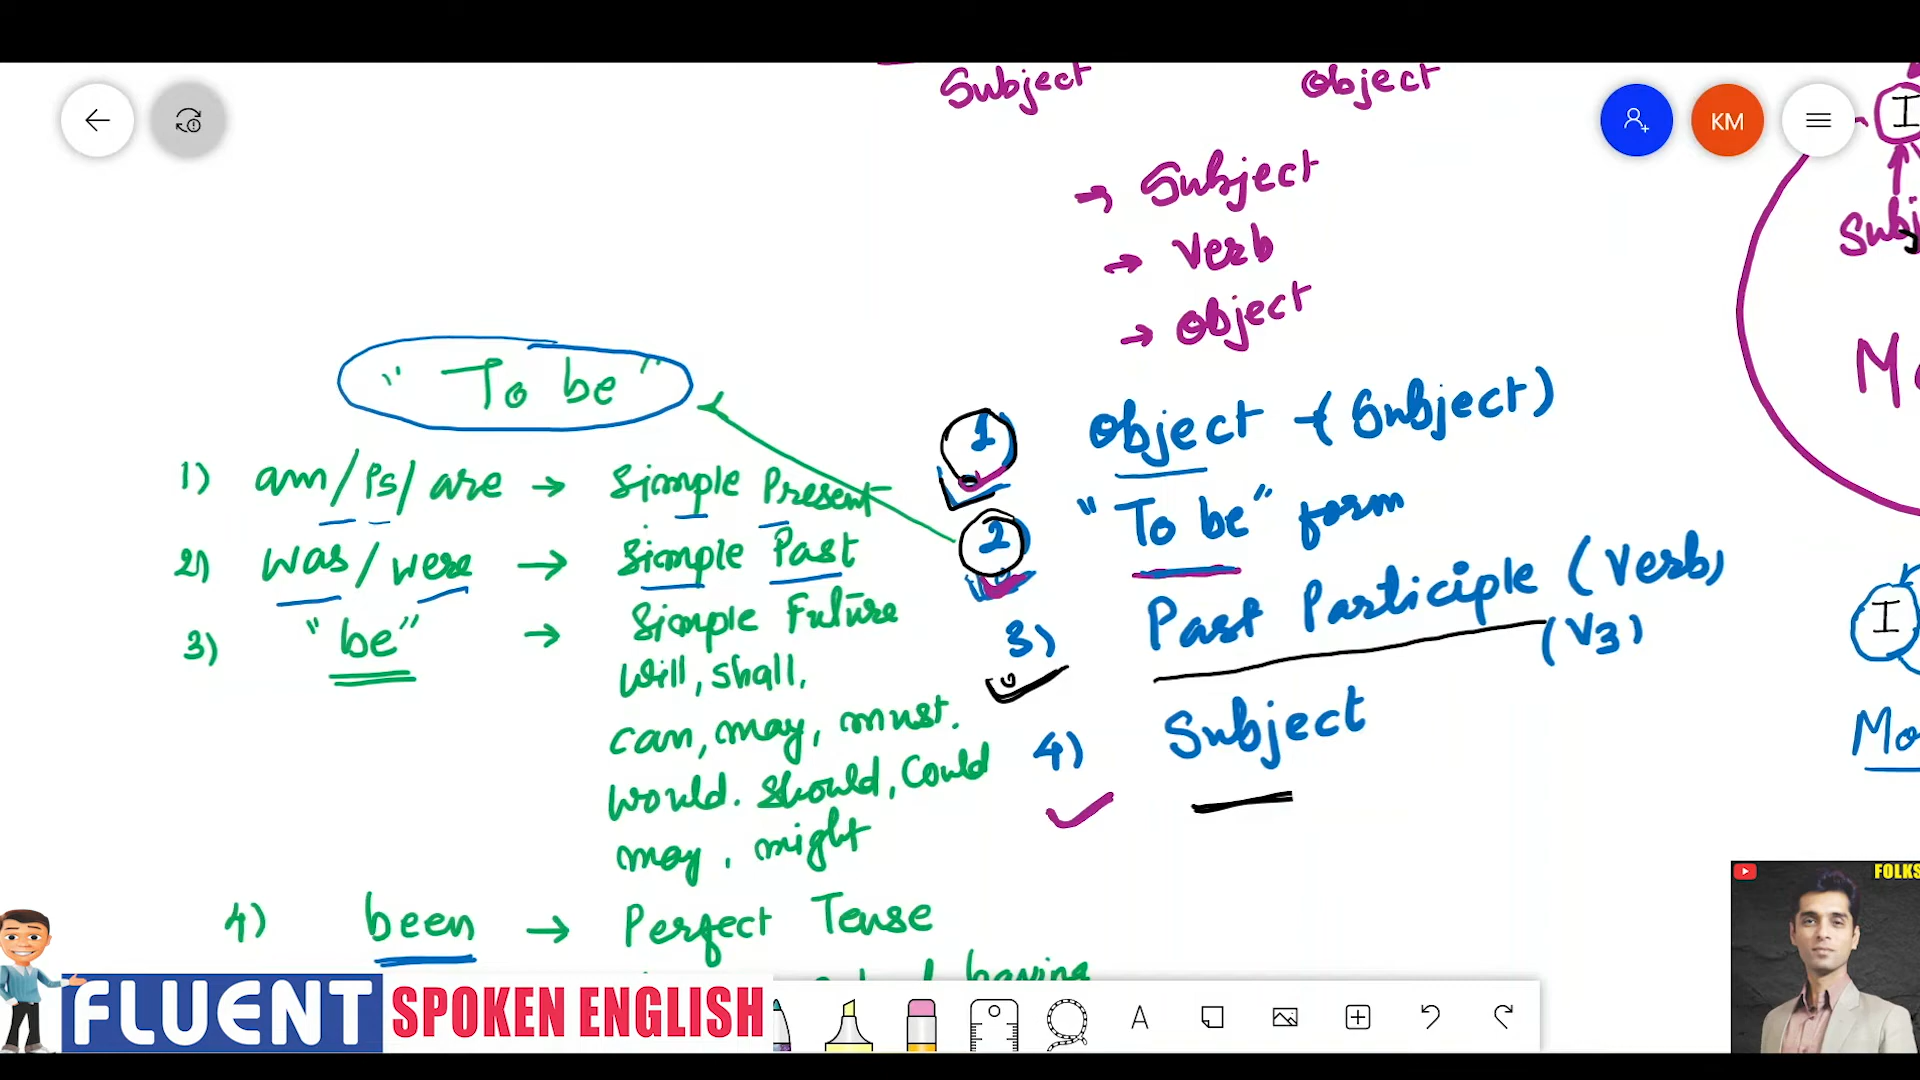 Subject Object
I
→ Subject
→ Verb
→ Object
KM
" To be "
1) am/is/are → Simple Present
2) was/were → Simple Past
3) "be" → Simple Future
will, shall,
can, may, must.
would. should, could
may, might
4) been → Perfect Tense
having
1 Object - (Subject)
2 "To be" form
3) Past Participle (Verb)
(V3)
4) Subject
I
FOLKS
FLUENT SPOKEN ENGLISH
A